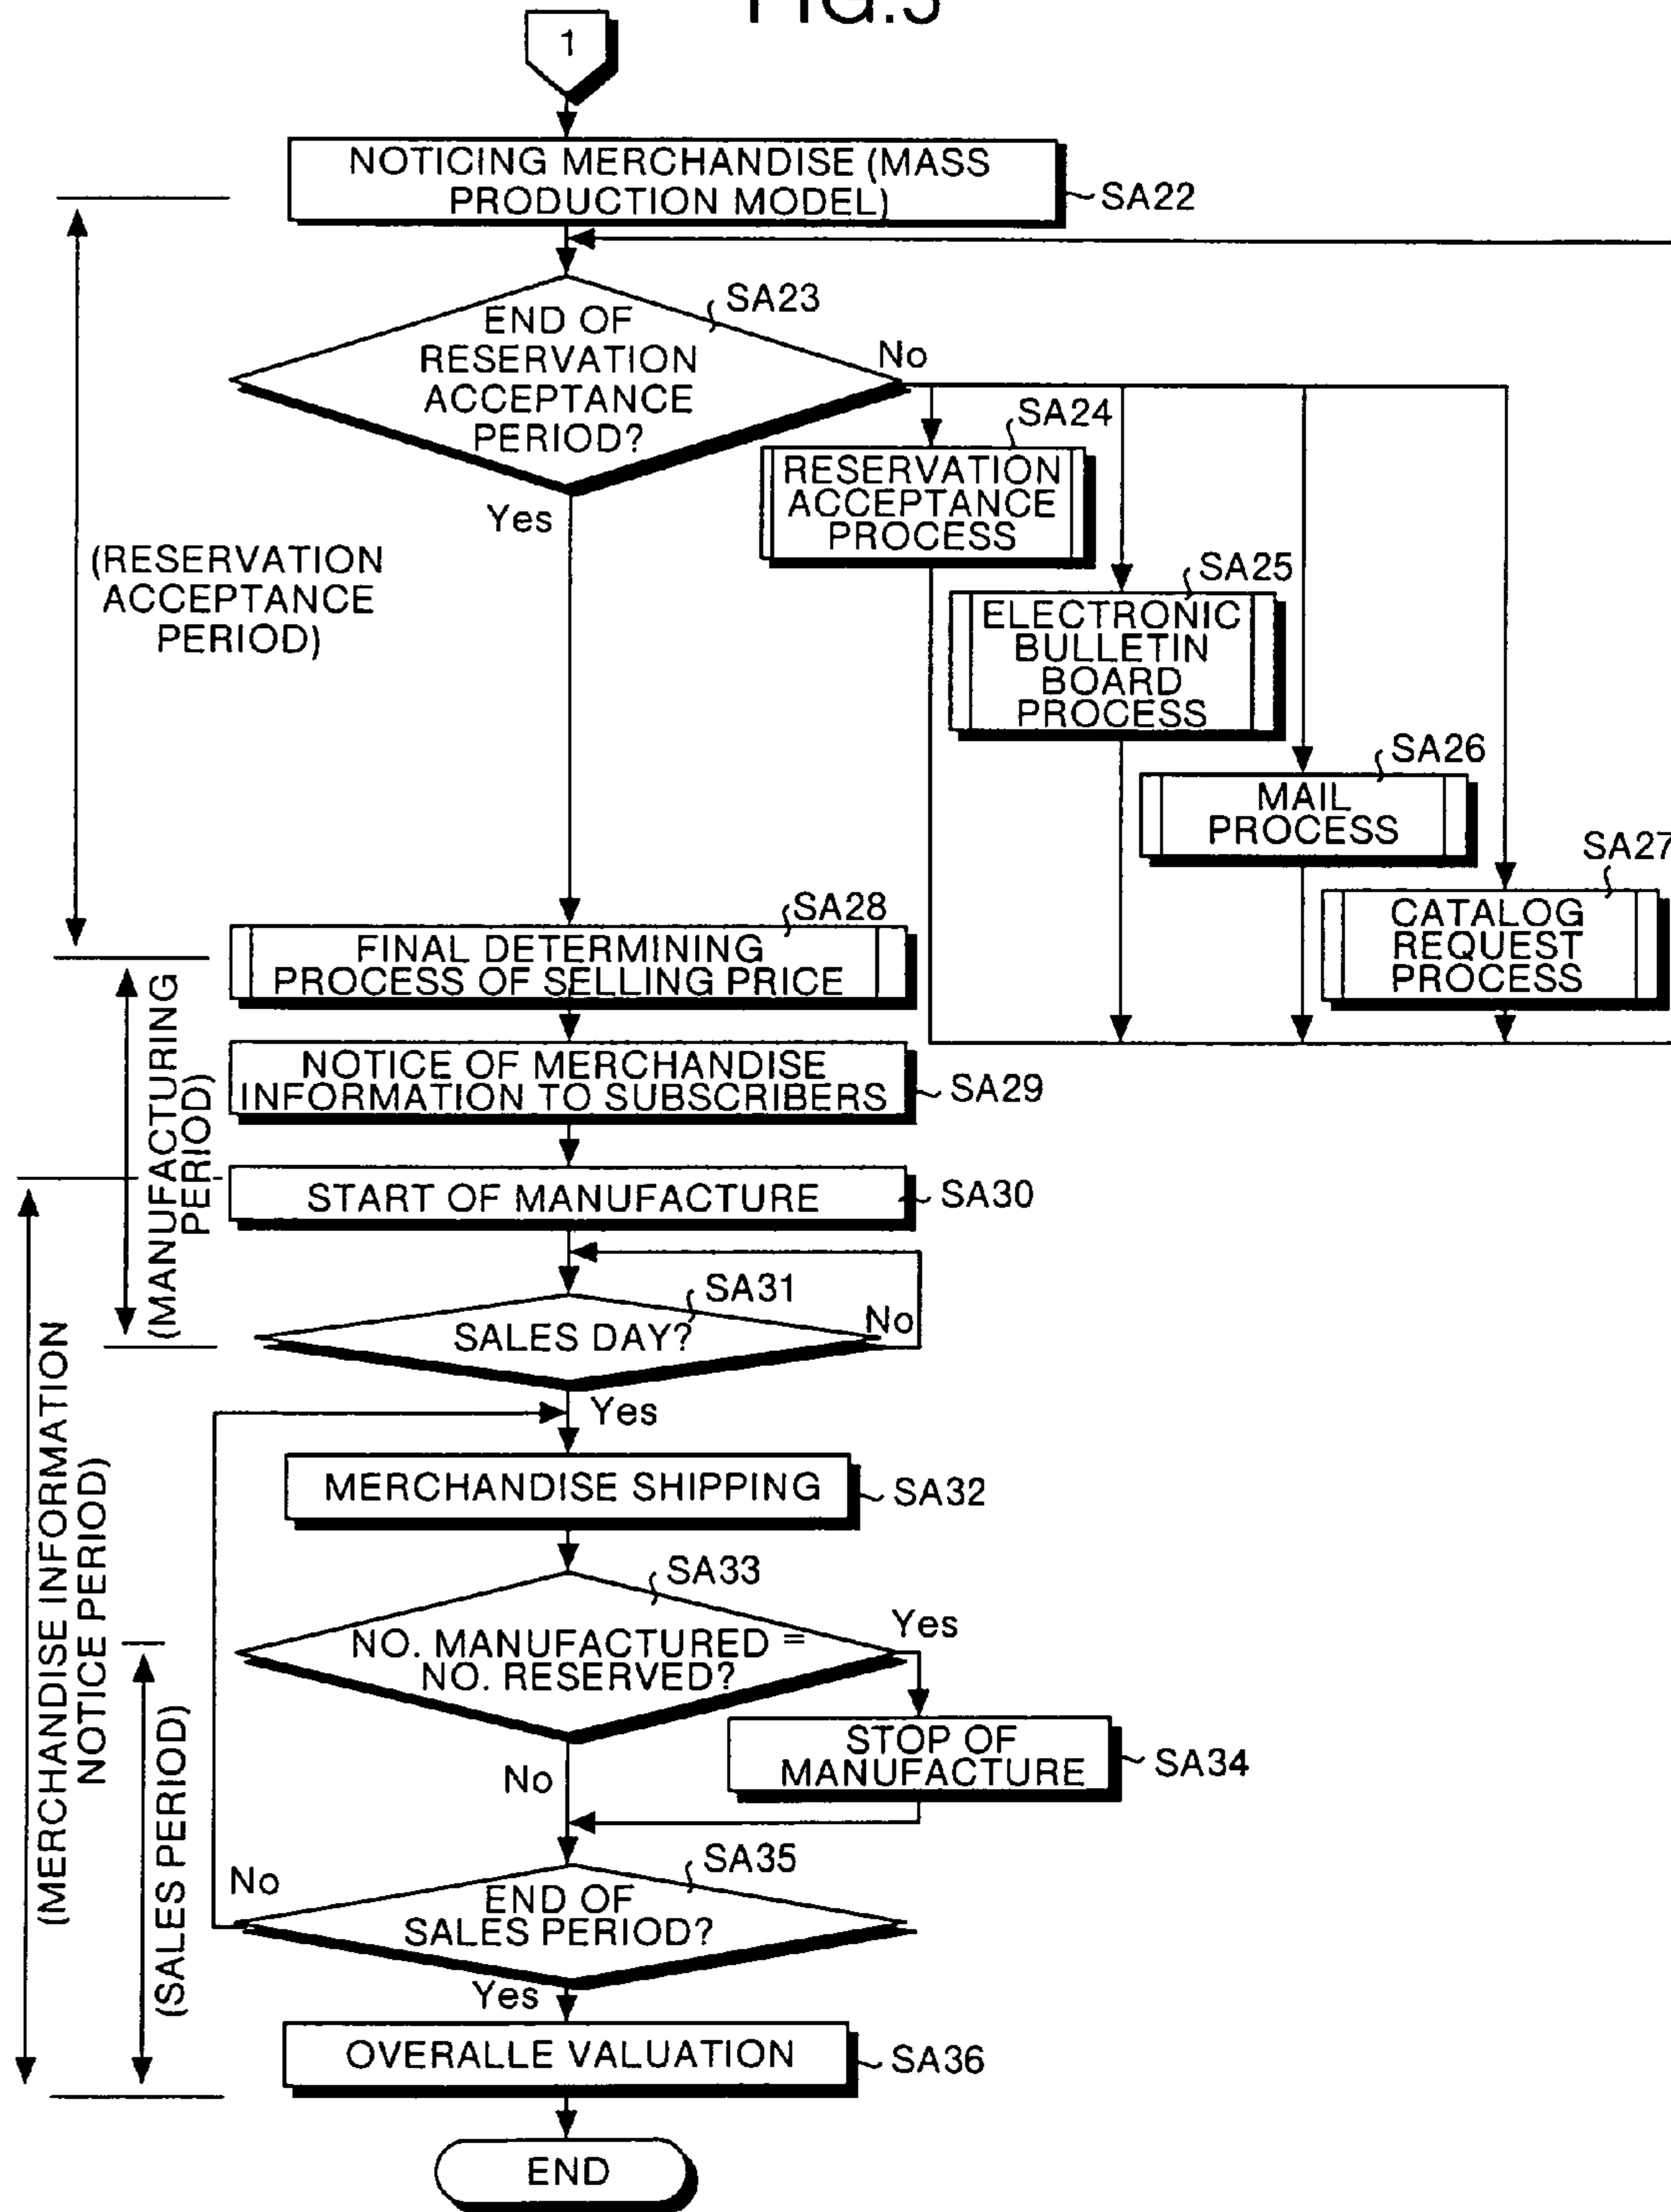 1
NOTICING MERCHANDISE (MASS
PRODUCTION MODEL)
SA22
SA23
END OF
RESERVATION
ACCEPTANCE
PERIOD?
No
Yes
(RESERVATION
ACCEPTANCE
PERIOD)
SA24
RESERVATION
ACCEPTANCE
PROCESS
SA25
ELECTRONIC
BULLETIN
BOARD
PROCESS
SA26
MAIL
PROCESS
SA27
CATALOG
REQUEST
PROCESS
SA28
FINAL DETERMINING
PROCESS OF SELLING PRICE
(MANUFACTURING
PERIOD)
NOTICE OF MERCHANDISE
INFORMATION TO SUBSCRIBERS
SA29
START OF MANUFACTURE
SA30
SA31
SALES DAY?
No
Yes
(MERCHANDISE INFORMATION
NOTICE PERIOD)
MERCHANDISE SHIPPING
SA32
SA33
NO. MANUFACTURED =
NO. RESERVED?
Yes
No
STOP OF
MANUFACTURE
SA34
(SALES PERIOD)
SA35
END OF
SALES PERIOD?
No
Yes
OVERALLE VALUATION
SA36
END